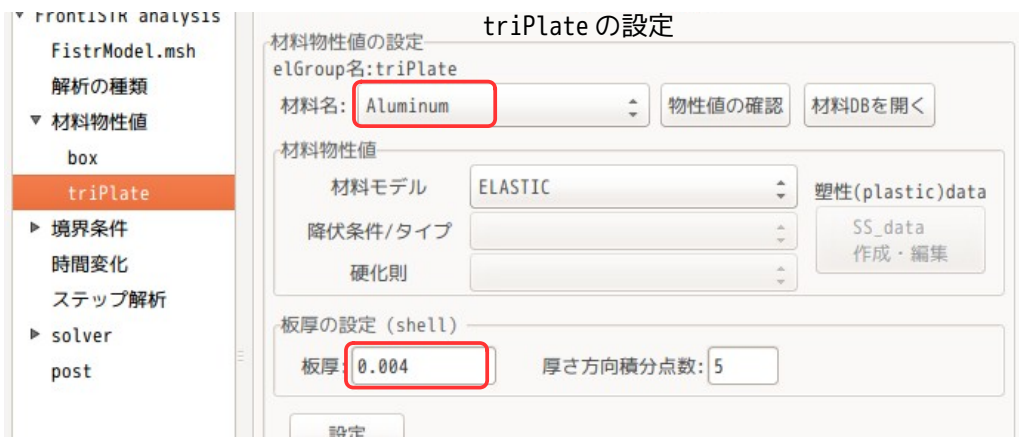 ▼ FrontISTR analysis
FistrModel.msh
解析の種類
▼ 材料物性値
box
triPlate
▶ 境界条件
時間変化
ステップ解析
▶ solver
post
triPlate の設定
材料物性値の設定
elGroup名:triPlate
材料名: Aluminum 物性値の確認 材料DBを開く
材料物性値
材料モデル ELASTIC 塑性(plastic)data
降伏条件/タイプ SS_data
作成・編集
硬化則
板厚の設定 (shell)
板厚: 0.004 厚さ方向積分点数: 5
設定